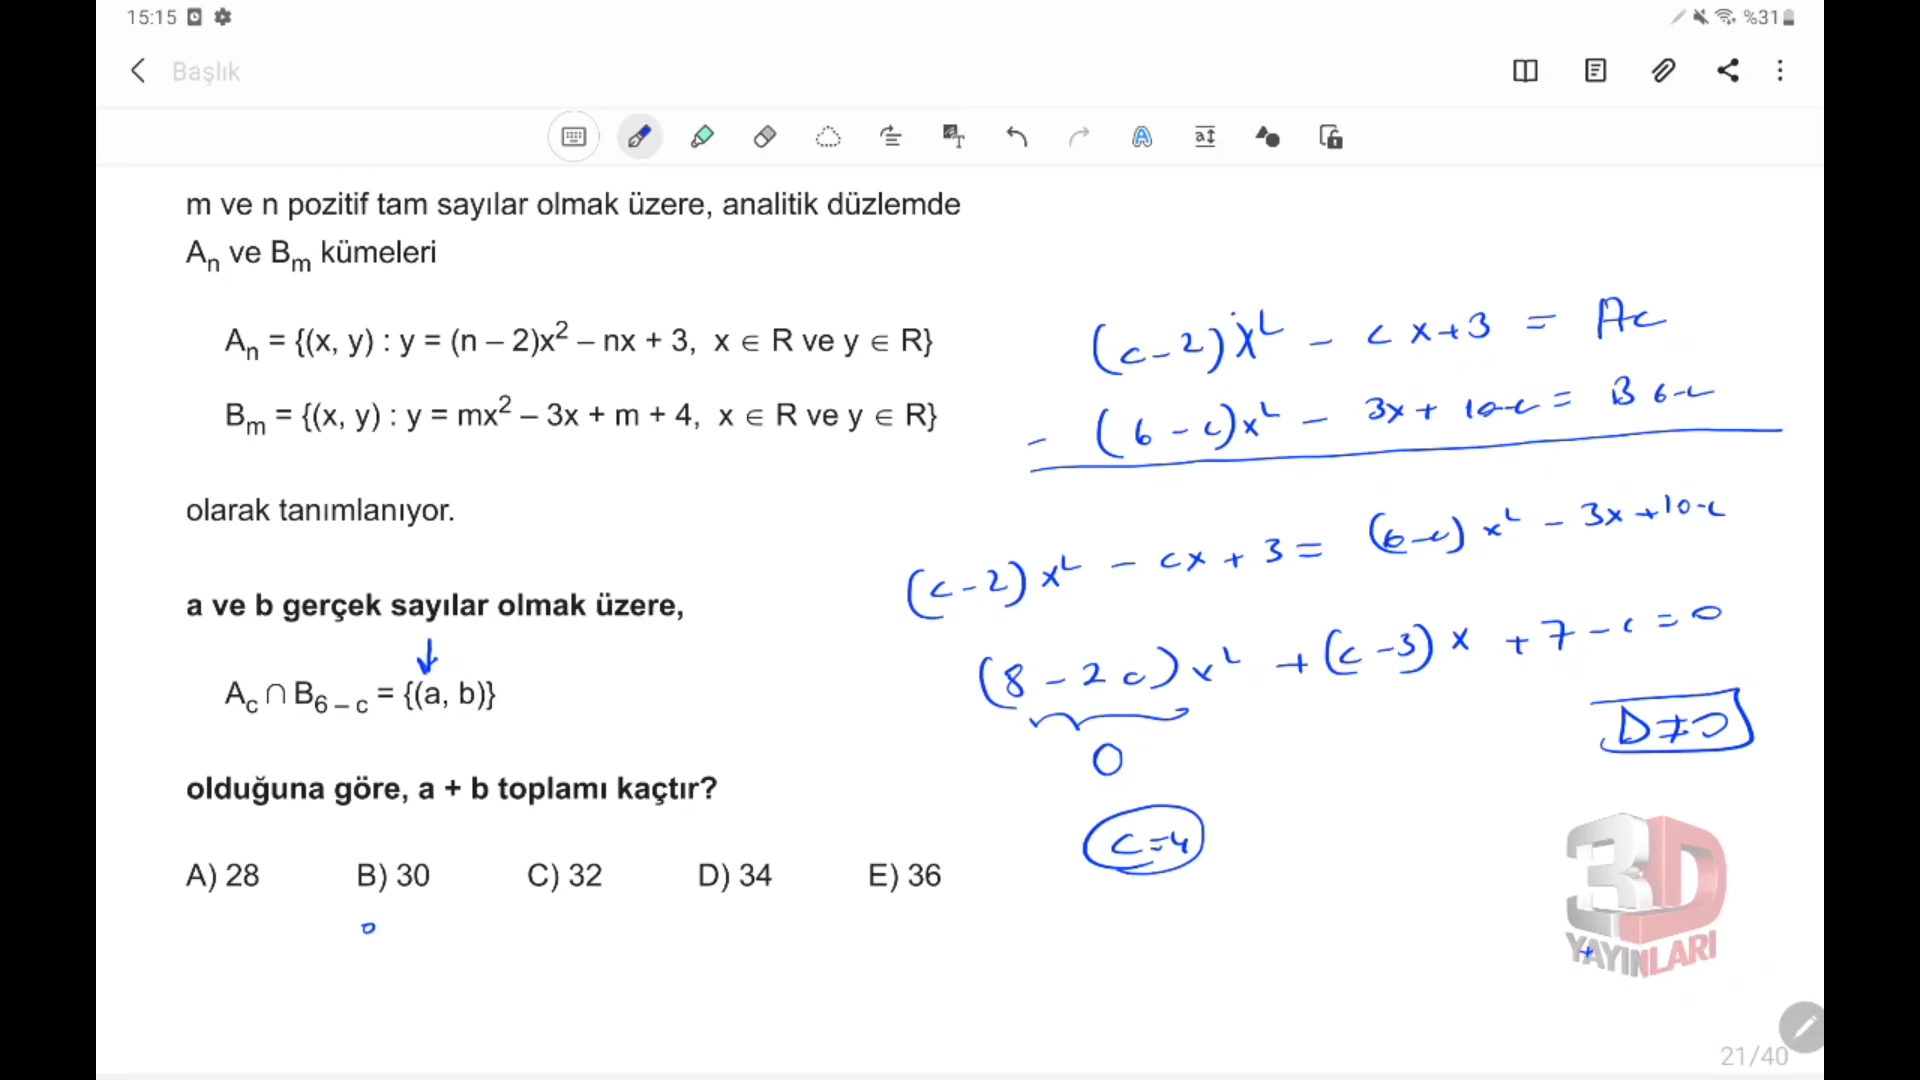 15:15
%31
Başlık
m ve n pozitif tam sayılar olmak üzere, analitik düzlemde
Aₙ ve Bₘ kümeleri
Aₙ = {(x, y) : y = (n – 2)x² – nx + 3, x ∈ R ve y ∈ R}
Bₘ = {(x, y) : y = mx² – 3x + m + 4, x ∈ R ve y ∈ R}
olarak tanımlanıyor.
a ve b gerçek sayılar olmak üzere,
A_c ∩ B_{6 – c} = {(a, b)}
olduğuna göre, a + b toplamı kaçtır?
A) 28 B) 30 C) 32 D) 34 E) 36
(c-2)x² - cx+3 = Ac
- (6-c)x² - 3x+10-c = B 6-c
(c-2)x² - cx+3 = (6-c)x² - 3x+10-c
(8-2c)x² + (c-3)x + 7-c = 0
0
c=4
YAYINLARI
3D
21/40